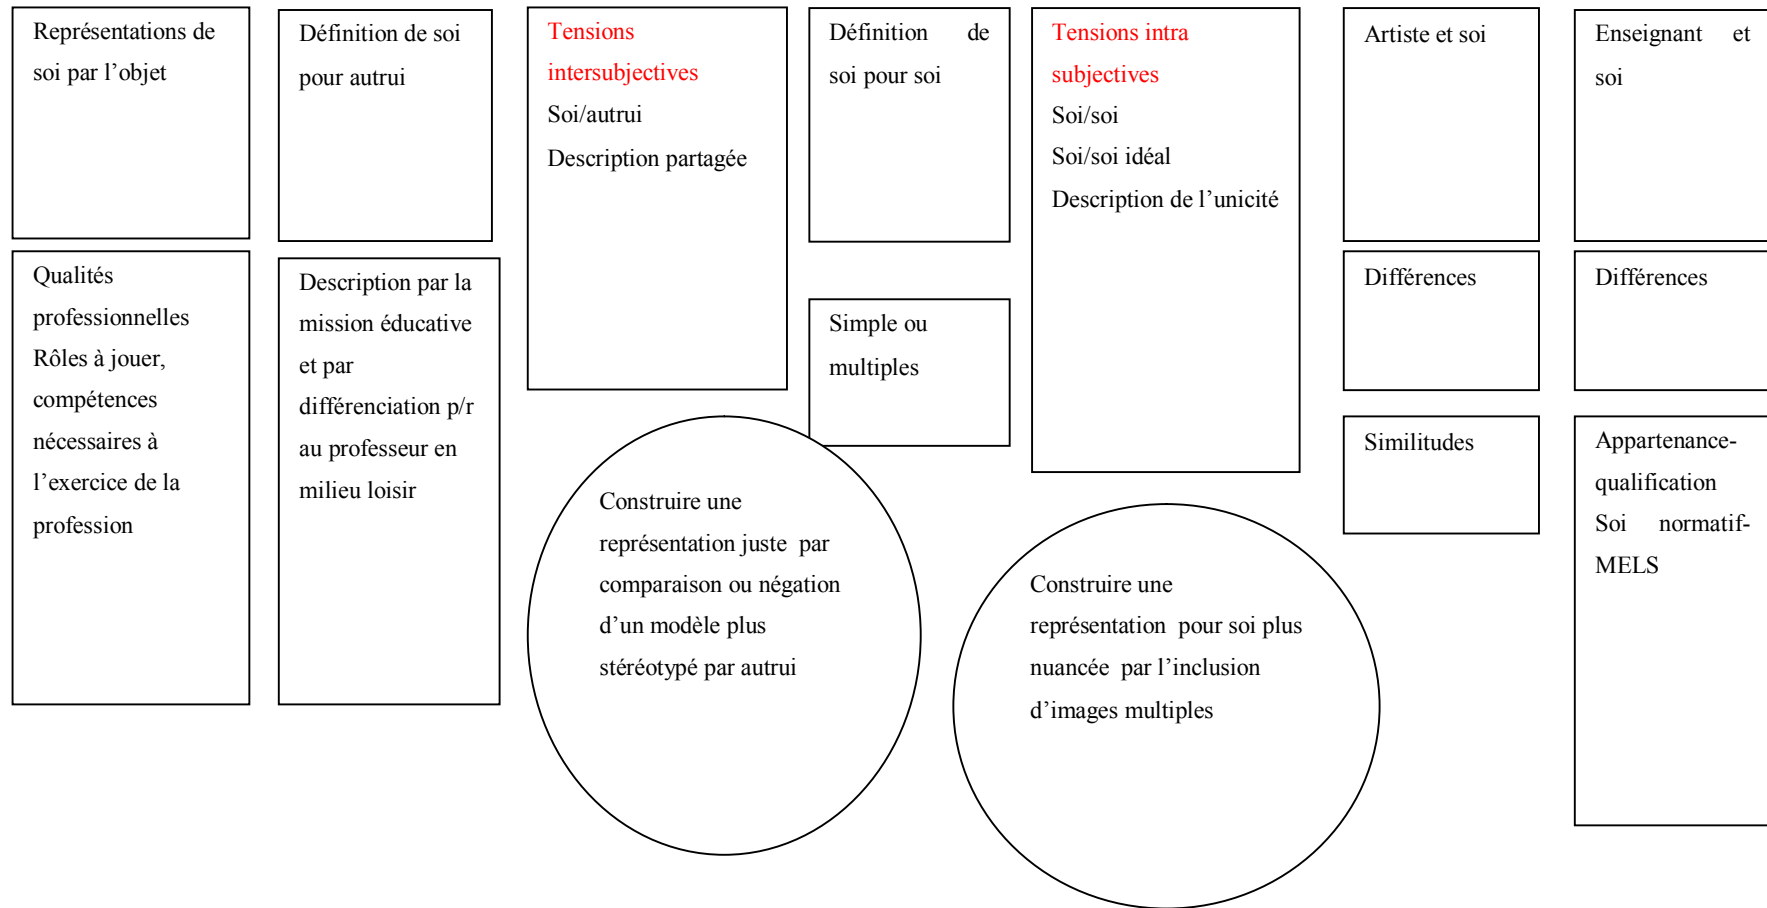 Représentations de
soi par l’objet
Définition de soi
pour autrui
Tensions
intersubjectives
Soi/autrui
Description partagée
Définition de
soi pour soi
Tensions intra
subjectives
Soi/soi
Soi/soi idéal
Description de l’unicité
Artiste et soi
Enseignant et
soi
Qualités
professionnelles
Rôles à jouer,
compétences
nécessaires à
l’exercice de la
profession
Description par la
mission éducative
et par
différenciation p/r
au professeur en
milieu loisir
Simple ou
multiples
Différences
Différences
Similitudes
Appartenance-
qualification
Soi normatif-
MELS
Construire une
représentation juste par
comparaison ou négation
d’un modèle plus
stéréotypé par autrui
Construire une
représentation pour soi plus
nuancée par l’inclusion
d’images multiples